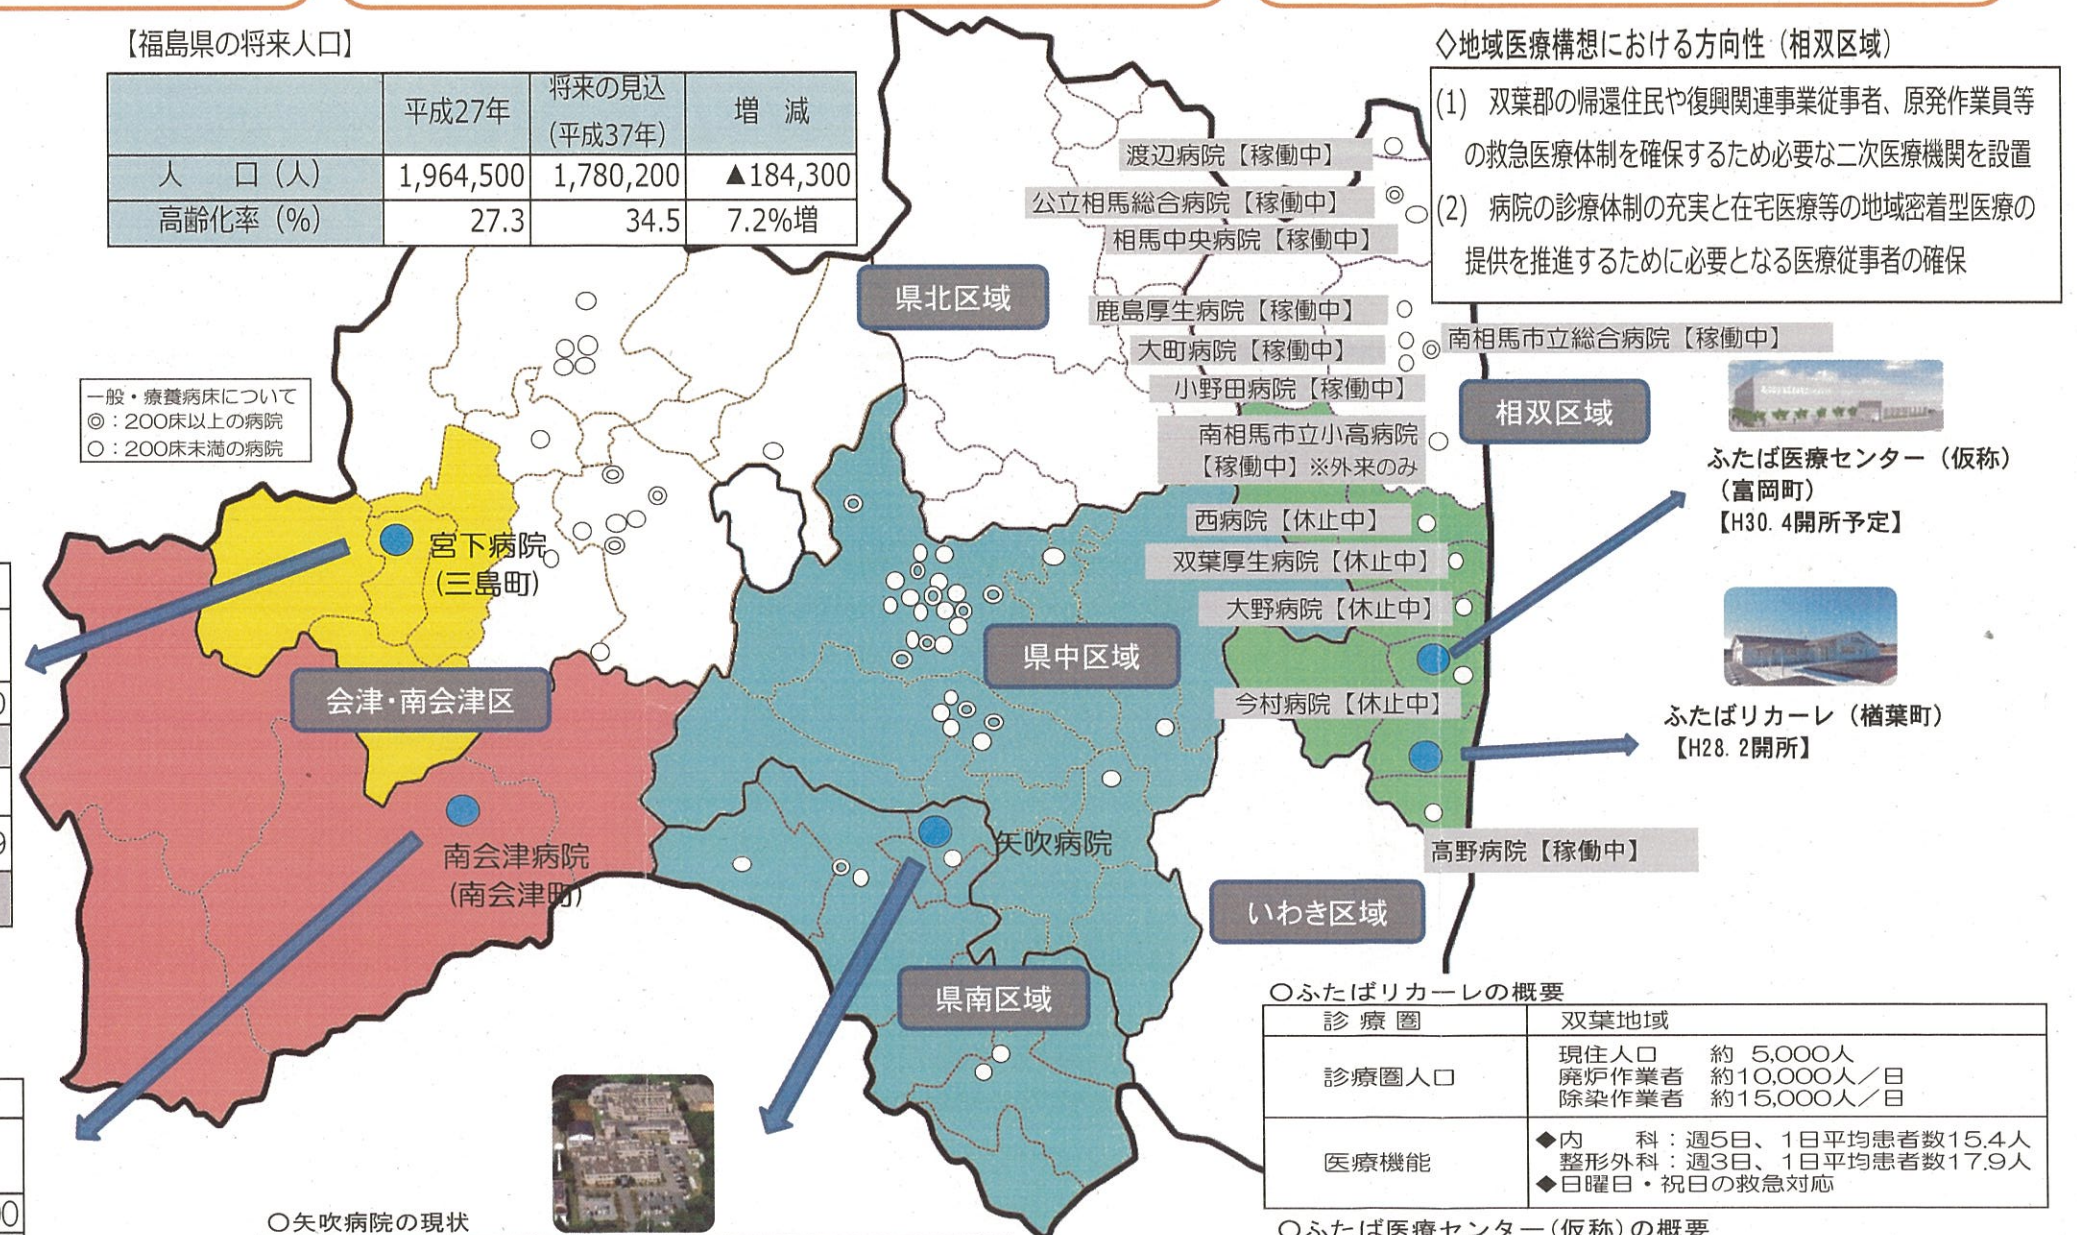 【福島県の将来人口】
平成27年 将来の見込(平成37年) 増 減
人 口(人) 1,964,500 1,780,200 ▲184,300
高齢化率(%) 27.3 34.5 7.2%増
◇地域医療構想における方向性(相双区域)
(1) 双葉郡の帰還住民や復興関連事業従事者、原発作業員等
の救急医療体制を確保するため必要な二次医療機関を設置
(2) 病院の診療体制の充実と在宅医療等の地域密着型医療の
提供を推進するために必要となる医療従事者の確保
渡辺病院【稼働中】
公立相馬総合病院【稼働中】
相馬中央病院【稼働中】
県北区域
鹿島厚生病院【稼働中】
南相馬市立総合病院【稼働中】
大町病院【稼働中】
小野田病院【稼働中】
相双区域
南相馬市立小高病院
【稼働中】※外来のみ
一般・療養病床について
◎:200床以上の病院
○:200床未満の病院
ふたば医療センター(仮称)
(富岡町)
【H30.4開所予定】
西病院【休止中】
双葉厚生病院【休止中】
大野病院【休止中】
今村病院【休止中】
宮下病院
(三島町)
県中区域
会津・南会津区
ふたばリカーレ(楢葉町)
【H28.2開所】
南会津病院
(南会津町)
矢吹病院
高野病院【稼働中】
いわき区域
県南区域
○ふたばリカーレの概要
診療圏 双葉地域
診療圏人口 現住人口 約 5,000人
廃炉作業者 約10,000人/日
除染作業者 約15,000人/日
医療機能 ◆内 科:週5日、1日平均患者数15.4人
整形外科:週3日、1日平均患者数17.9人
◆日曜日・祝日の救急対応
○矢吹病院の現状
○ふたば医療センター(仮称)の概要